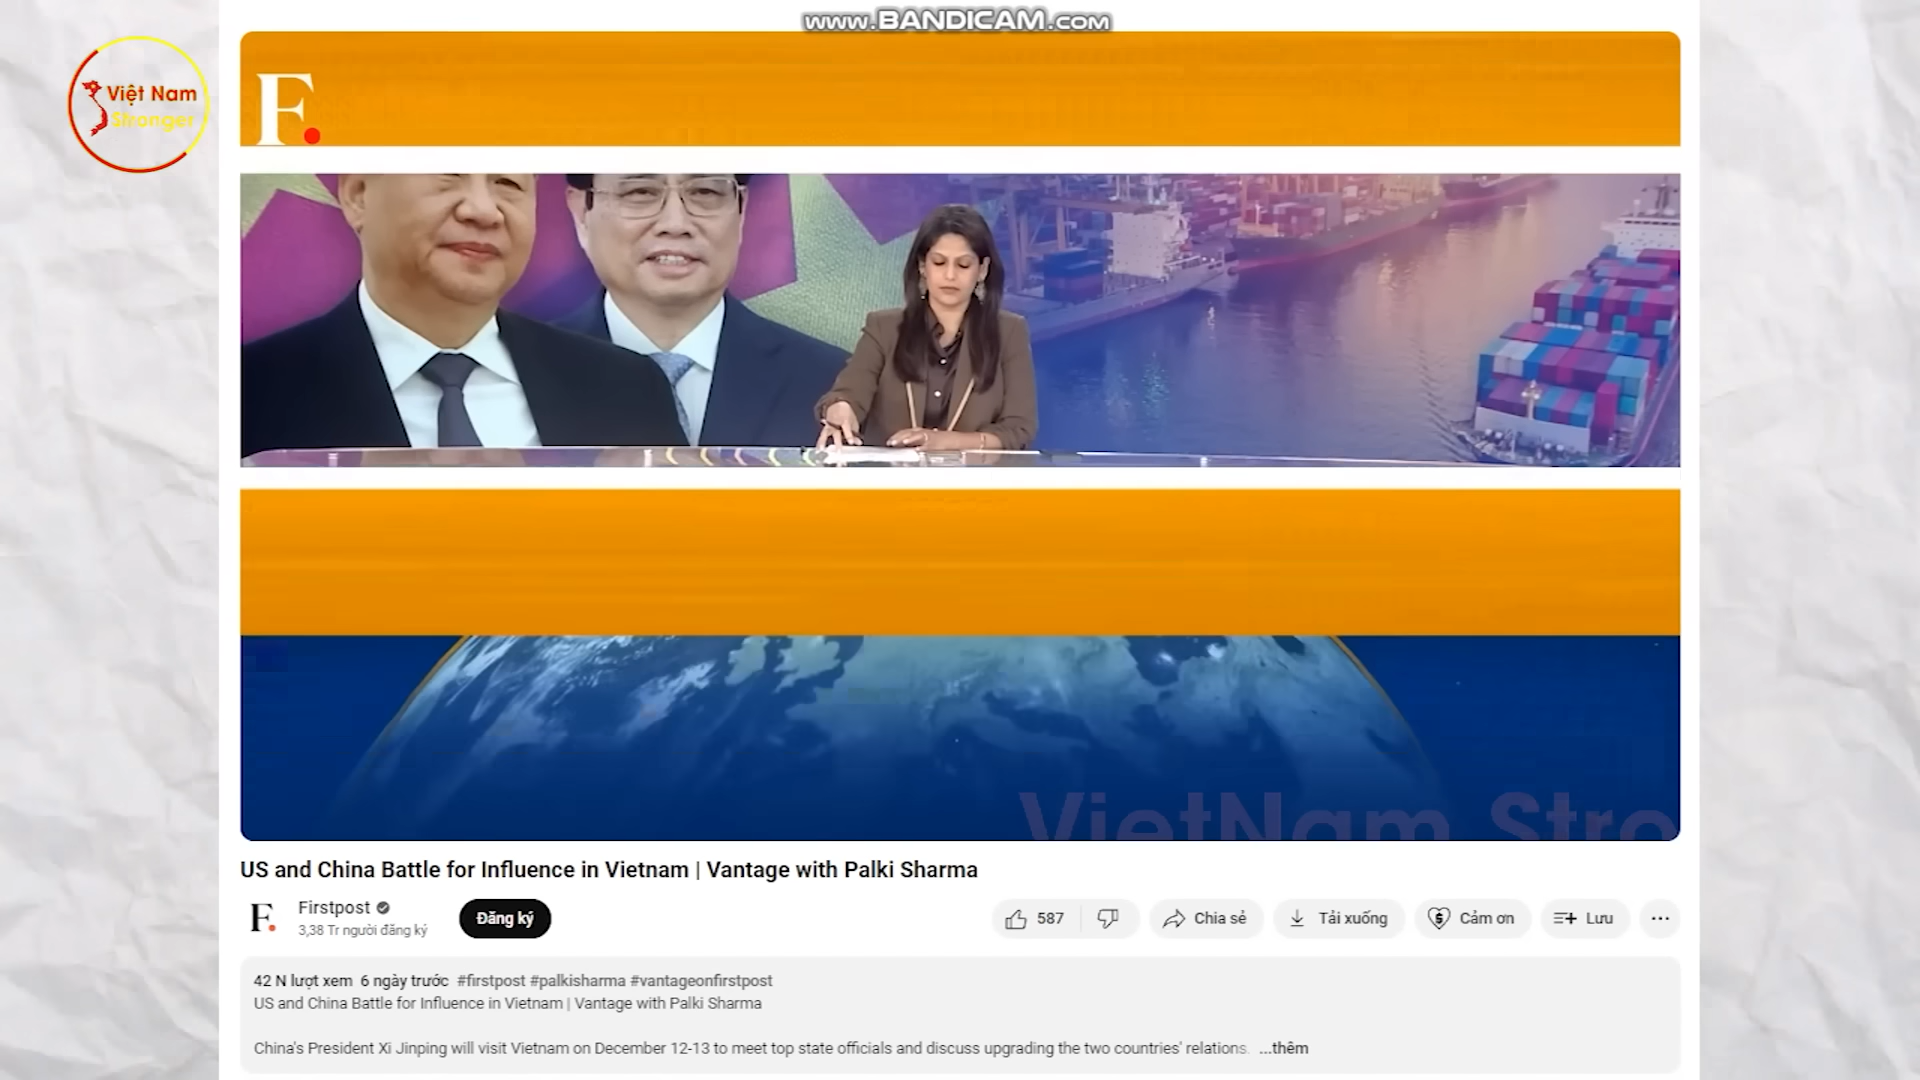 www.BANDICAM.com
Việt Nam
Stronger
F.
VietNam Stro
US and China Battle for Influence in Vietnam | Vantage with Palki Sharma
F.
Firstpost
3,38 Tr người đăng ký
Đăng ký
587
Chia sẻ
Tải xuống
Cảm ơn
Lưu
42 N lượt xem 6 ngày trước #firstpost #palkisharma #vantageonfirstpost
US and China Battle for Influence in Vietnam | Vantage with Palki Sharma
China's President Xi Jinping will visit Vietnam on December 12-13 to meet top state officials and discuss upgrading the two countries' relations. ...thêm